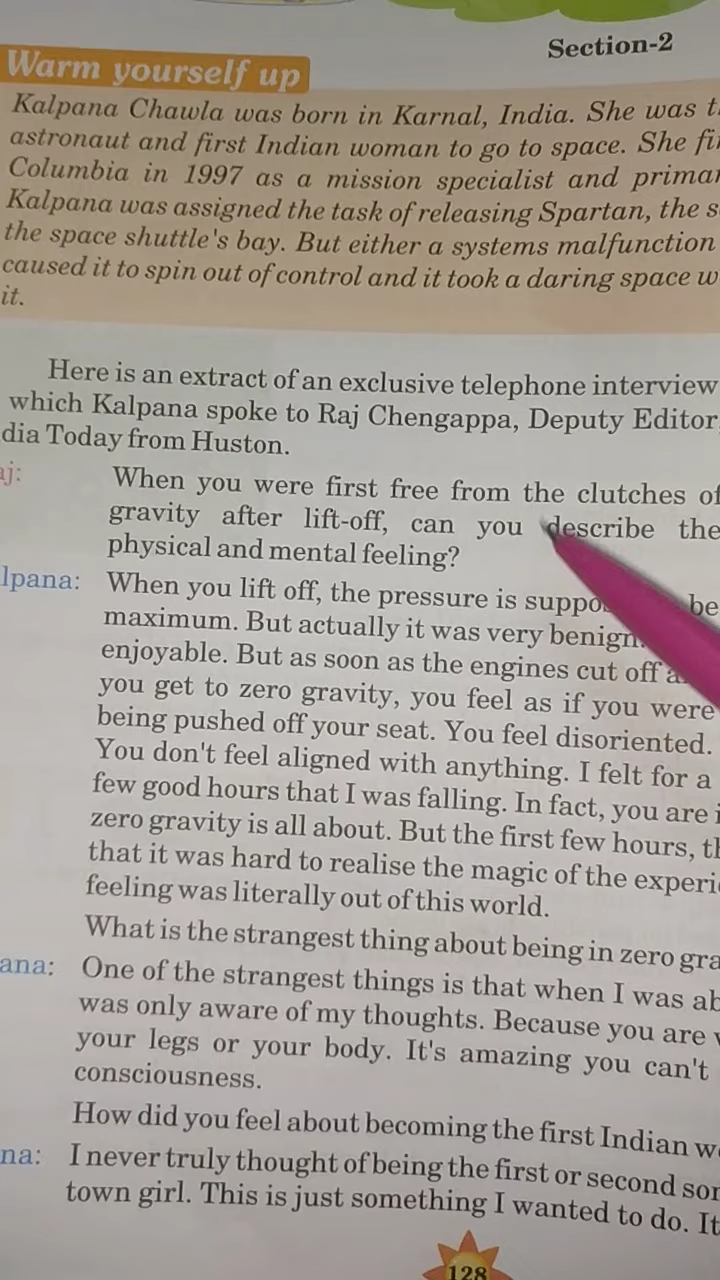 Section-2
Warm yourself up
Kalpana Chawla was born in Karnal, India. She was
astronaut and first Indian woman to go to space. She
Columbia in 1997 as a mission specialist and
Kalpana was assigned the task of releasing Spartan, the
the space shuttle's bay. But either a systems malfunction
caused it to spin out of control and it took a daring space
it.
Here is an extract of an exclusive telephone interview
which Kalpana spoke to Raj Chengappa, Deputy Editor
dia Today from Huston.
aj: When you were first free from the clutches of
gravity after lift-off, can you describe the
physical and mental feeling?
lpana: When you lift off, the pressure is be
maximum. But actually it was very benign
enjoyable. But as soon as the engines cut off
you get to zero gravity, you feel as if you were
being pushed off your seat. You feel disoriented.
You don't feel aligned with anything. I felt for a
few good hours that I was falling. In fact, you are
zero gravity is all about. But the first few hours,
that it was hard to realise the magic of the
feeling was literally out of this world.
What is the strangest thing about being in zero
ana: One of the strangest things is that when I was
was only aware of my thoughts. Because you are
your legs or your body. It's amazing you can't
consciousness.
How did you feel about becoming the first Indian
na: I never truly thought of being the first or second
town girl. This is just something I wanted to do. It
128